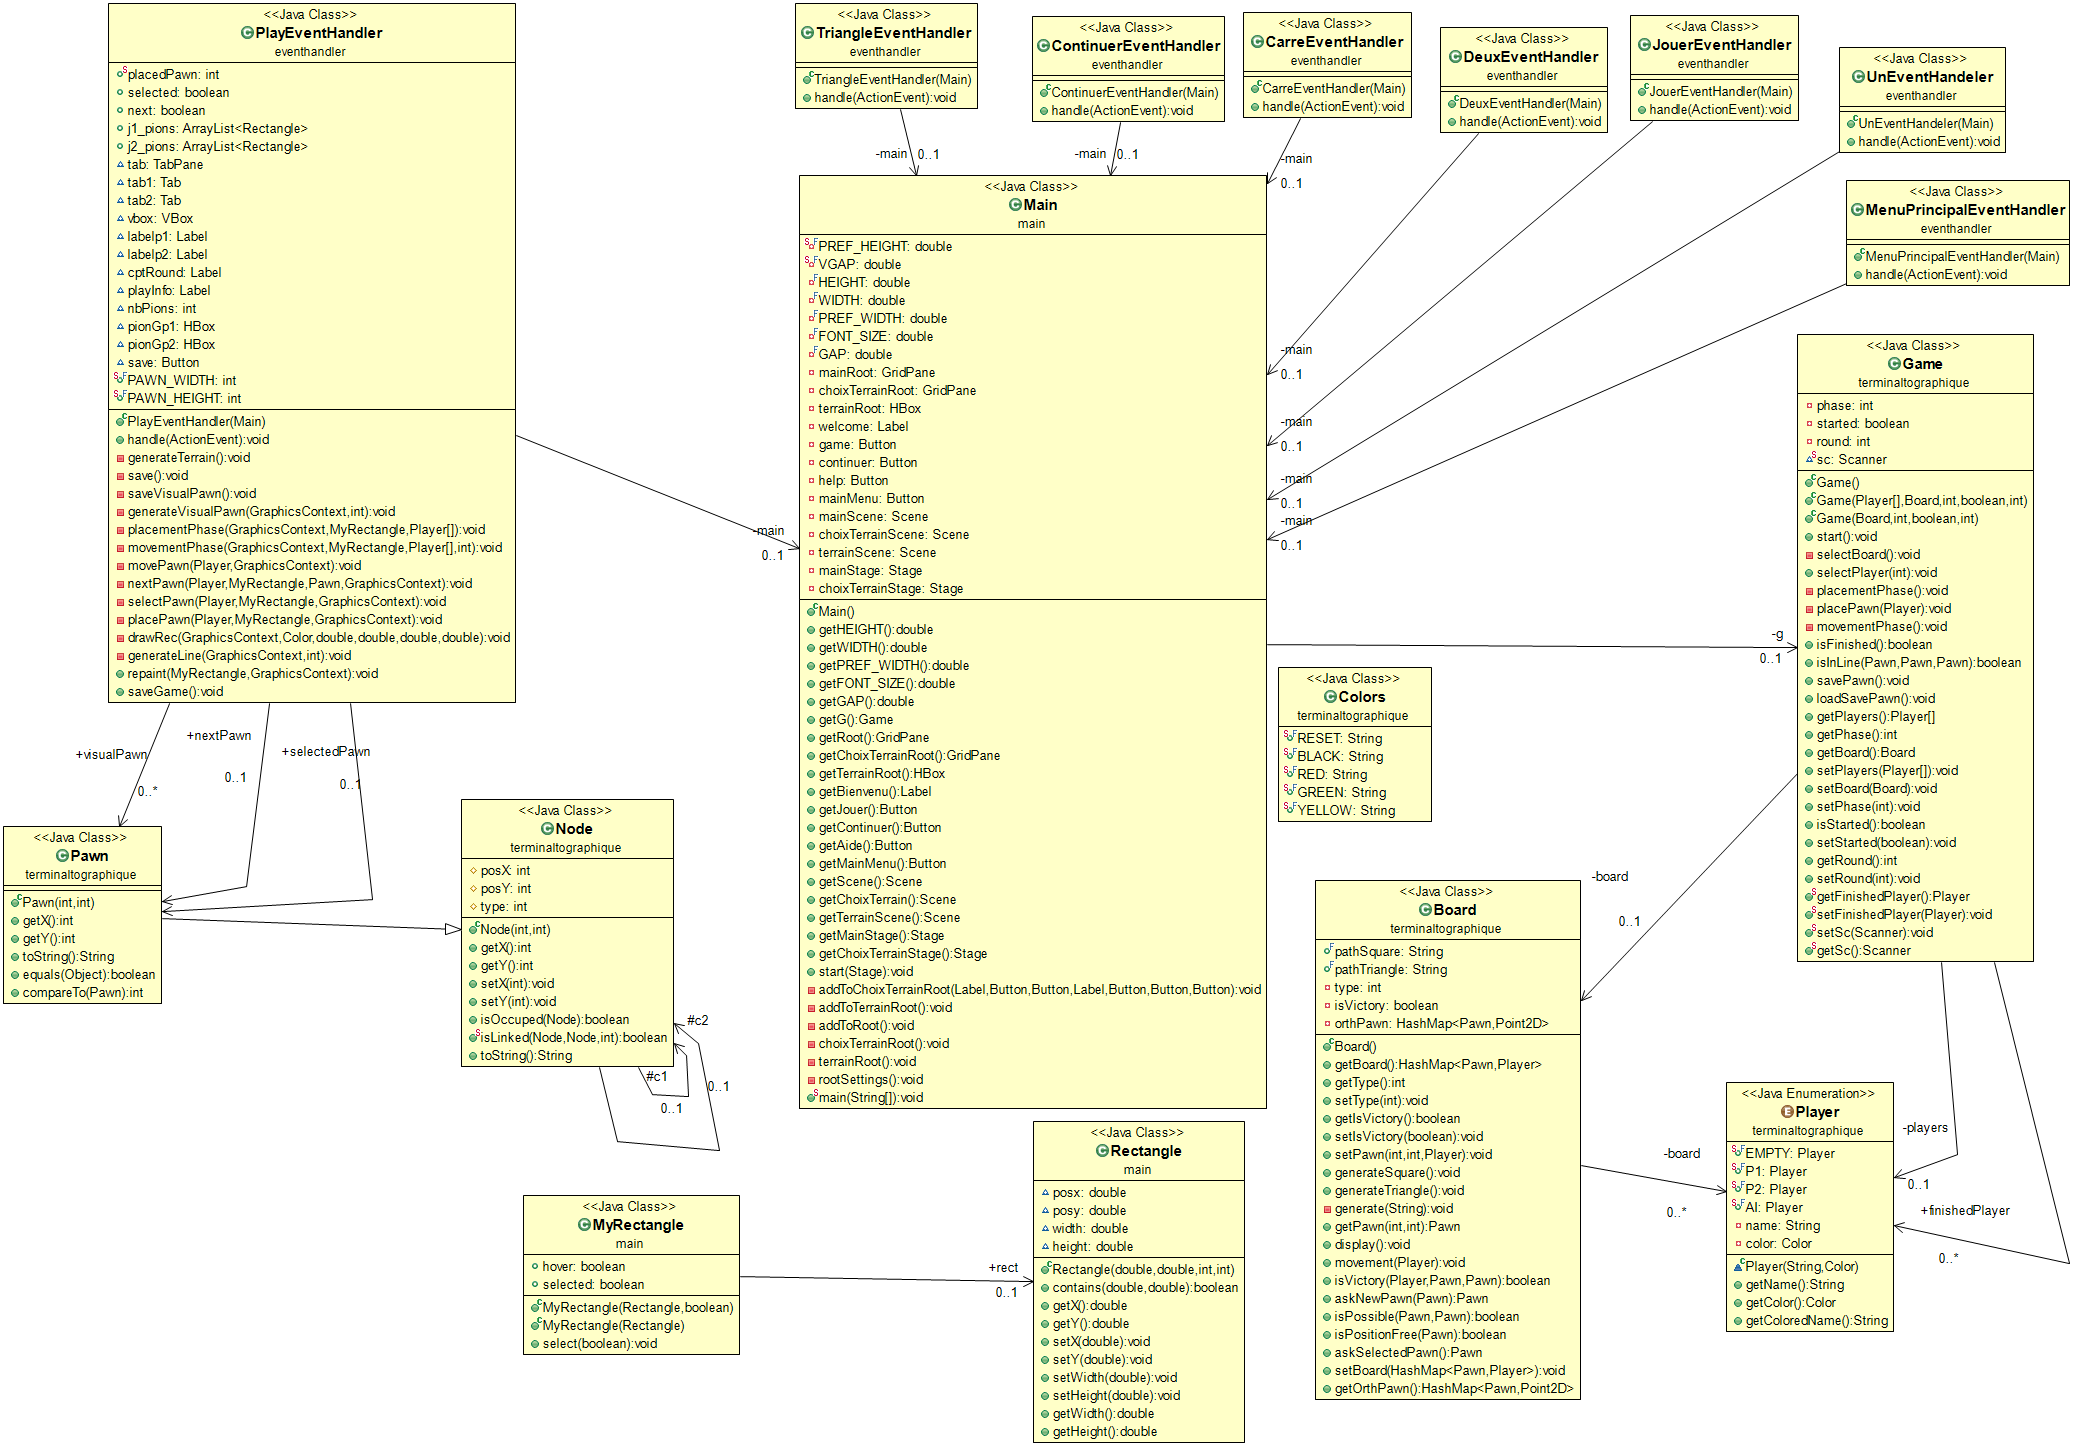 <<Java Class>>
PlayEventHandler
eventhandler
placedPawn: int
selected: boolean
next: boolean
j1_pions: ArrayList<Rectangle>
j2_pions: ArrayList<Rectangle>
tab: TabPane
tab1: Tab
tab2: Tab
vbox: VBox
labelp1: Label
labelp2: Label
cptRound: Label
playInfo: Label
nbPions: int
pionGp1: HBox
pionGp2: HBox
save: Button
PAWN_WIDTH: int
PAWN_HEIGHT: int
PlayEventHandler(Main)
handle(ActionEvent):void
generateTerrain():void
save():void
saveVisualPawn():void
generateVisualPawn(GraphicsContext,int):void
placementPhase(GraphicsContext,MyRectangle,Player[]):void
movementPhase(GraphicsContext,MyRectangle,Player[],int):void
movePawn(Player,GraphicsContext):void
nextPawn(Player,MyRectangle,Pawn,GraphicsContext):void
selectPawn(Player,MyRectangle,GraphicsContext):void
placePawn(Player,MyRectangle,GraphicsContext):void
drawRec(GraphicsContext,Color,double,double,double,double):void
generateLine(GraphicsContext,int):void
repaint(MyRectangle,GraphicsContext):void
saveGame():void
<<Java Class>>
TriangleEventHandler
eventhandler
TriangleEventHandler(Main)
handle(ActionEvent):void
-main 0..1
<<Java Class>>
ContinuerEventHandler
eventhandler
ContinuerEventHandler(Main)
handle(ActionEvent):void
-main 0..1
<<Java Class>>
CarreEventHandler
eventhandler
CarreEventHandler(Main)
handle(ActionEvent):void
-main
0..1
<<Java Class>>
DeuxEventHandler
eventhandler
DeuxEventHandler(Main)
handle(ActionEvent):void
-main
0..1
<<Java Class>>
JouerEventHandler
eventhandler
JouerEventHandler(Main)
handle(ActionEvent):void
-main
0..1
<<Java Class>>
UnEventHandeler
eventhandler
UnEventHandeler(Main)
handle(ActionEvent):void
-main
0..1
<<Java Class>>
MenuPrincipalEventHandler
eventhandler
MenuPrincipalEventHandler(Main)
handle(ActionEvent):void
-main
0..1
-main
0..1
<<Java Class>>
Main
main
PREF_HEIGHT: double
VGAP: double
HEIGHT: double
WIDTH: double
PREF_WIDTH: double
FONT_SIZE: double
GAP: double
mainRoot: GridPane
choixTerrainRoot: GridPane
terrainRoot: HBox
welcome: Label
game: Button
continuer: Button
help: Button
mainMenu: Button
mainScene: Scene
choixTerrainScene: Scene
terrainScene: Scene
mainStage: Stage
choixTerrainStage: Stage
Main()
getHEIGHT():double
getWIDTH():double
getPREF_WIDTH():double
getFONT_SIZE():double
getGAP():double
getG():Game
getRoot():GridPane
getChoixTerrainRoot():GridPane
getTerrainRoot():HBox
getBienvenu():Label
getJouer():Button
getContinuer():Button
getAide():Button
getMainMenu():Button
getScene():Scene
getChoixTerrain():Scene
getTerrainScene():Scene
getMainStage():Stage
getChoixTerrainStage():Stage
start(Stage):void
addToChoixTerrainRoot(Label,Button,Button,Label,Button,Button,Button):void
addToTerrainRoot():void
addToRoot():void
choixTerrainRoot():void
terrainRoot():void
rootSettings():void
main(String[]):void
-g
0..1
<<Java Class>>
Game
terminaltographique
phase: int
started: boolean
round: int
sc: Scanner
Game()
Game(Player[],Board,int,boolean,int)
Game(Board,int,boolean,int)
start():void
selectBoard():void
selectPlayer(int):void
placementPhase():void
placePawn(Player):void
movementPhase():void
isFinished():boolean
isInLine(Pawn,Pawn,Pawn):boolean
savePawn():void
loadSavePawn():void
getPlayers():Player[]
getPhase():int
getBoard():Board
setPlayers(Player[]):void
setBoard(Board):void
setPhase(int):void
isStarted():boolean
setStarted(boolean):void
getRound():int
setRound(int):void
getFinishedPlayer():Player
setFinishedPlayer(Player):void
setSc(Scanner):void
getSc():Scanner
<<Java Class>>
Colors
terminaltographique
RESET: String
BLACK: String
RED: String
GREEN: String
YELLOW: String
+visualPawn
0..*
+nextPawn
0..1
+selectedPawn
0..1
<<Java Class>>
Pawn
terminaltographique
Pawn(int,int)
getX():int
getY():int
toString():String
equals(Object):boolean
compareTo(Pawn):int
<<Java Class>>
Node
terminaltographique
posX: int
posY: int
type: int
Node(int,int)
getX():int
getY():int
setX(int):void
setY(int):void
isOccuped(Node):boolean
isLinked(Node,Node,int):boolean
toString():String
#c2
0..1
#c1
0..1
-board
0..1
<<Java Class>>
Board
terminaltographique
pathSquare: String
pathTriangle: String
type: int
isVictory: boolean
orthPawn: HashMap<Pawn,Point2D>
Board()
getBoard():HashMap<Pawn,Player>
getType():int
setType(int):void
getIsVictory():boolean
setIsVictory(boolean):void
setPawn(int,int,Player):void
generateSquare():void
generateTriangle():void
generate(String):void
getPawn(int,int):Pawn
display():void
movement(Player):void
isVictory(Player,Pawn,Pawn):boolean
askNewPawn(Pawn):Pawn
isPossible(Pawn,Pawn):boolean
isPositionFree(Pawn):boolean
askSelectedPawn():Pawn
setBoard(HashMap<Pawn,Player>):void
getOrthPawn():HashMap<Pawn,Point2D>
-board
0..*
-players
0..1
+finishedPlayer
0..*
<<Java Enumeration>>
Player
terminaltographique
EMPTY: Player
P1: Player
P2: Player
AI: Player
name: String
color: Color
Player(String,Color)
getName():String
getColor():Color
getColoredName():String
<<Java Class>>
MyRectangle
main
hover: boolean
selected: boolean
MyRectangle(Rectangle,boolean)
MyRectangle(Rectangle)
select(boolean):void
+rect
0..1
<<Java Class>>
Rectangle
main
posx: double
posy: double
width: double
height: double
Rectangle(double,double,int,int)
contains(double,double):boolean
getX():double
getY():double
setX(double):void
setY(double):void
setWidth(double):void
setHeight(double):void
getWidth():double
getHeight():double